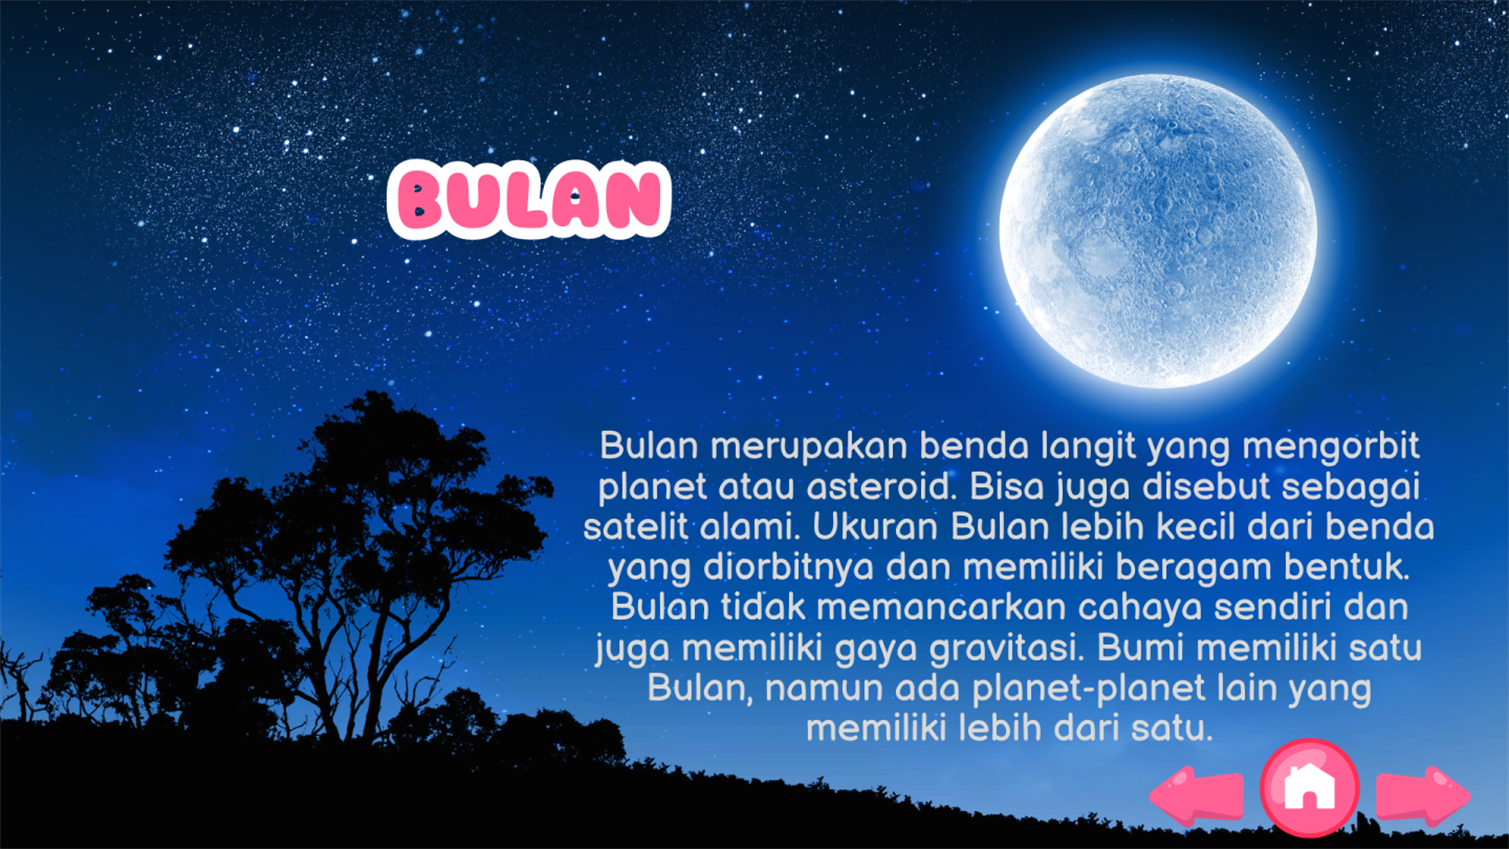 BULAN
Bulan merupakan benda langit yang mengorbit
planet atau asteroid. Bisa juga disebut sebagai
satelit alami. Ukuran Bulan lebih kecil dari benda
yang diorbitnya dan memiliki beragam bentuk.
Bulan tidak memancarkan cahaya sendiri dan
juga memiliki gaya gravitasi. Bumi memiliki satu
Bulan, namun ada planet-planet lain yang
memiliki lebih dari satu.